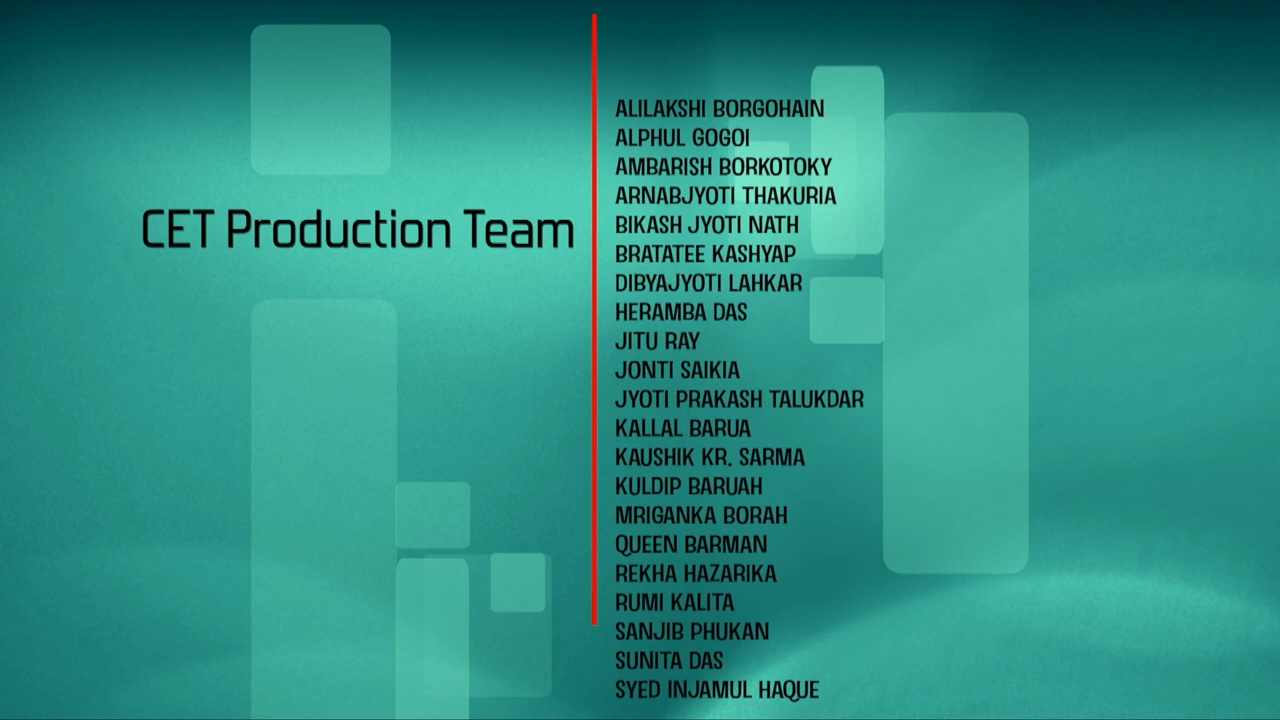 CET Production Team
ALILAKSHI BORGOHAIN
ALPHUL GOGOI
AMBARISH BORKOTOKY
ARNABJYOTI THAKURIA
BIKASH JYOTI NATH
BRATATEE KASHYAP
DIBYAJYOTI LAHKAR
HERAMBA DAS
JITU RAY
JONTI SAIKIA
JYOTI PRAKASH TALUKDAR
KALLAL BARUA
KAUSHIK KR. SARMA
KULDIP BARUAH
MRIGANKA BORAH
QUEEN BARMAN
REKHA HAZARIKA
RUMI KALITA
SANJIB PHUKAN
SUNITA DAS
SYED INJAMUL HAQUE